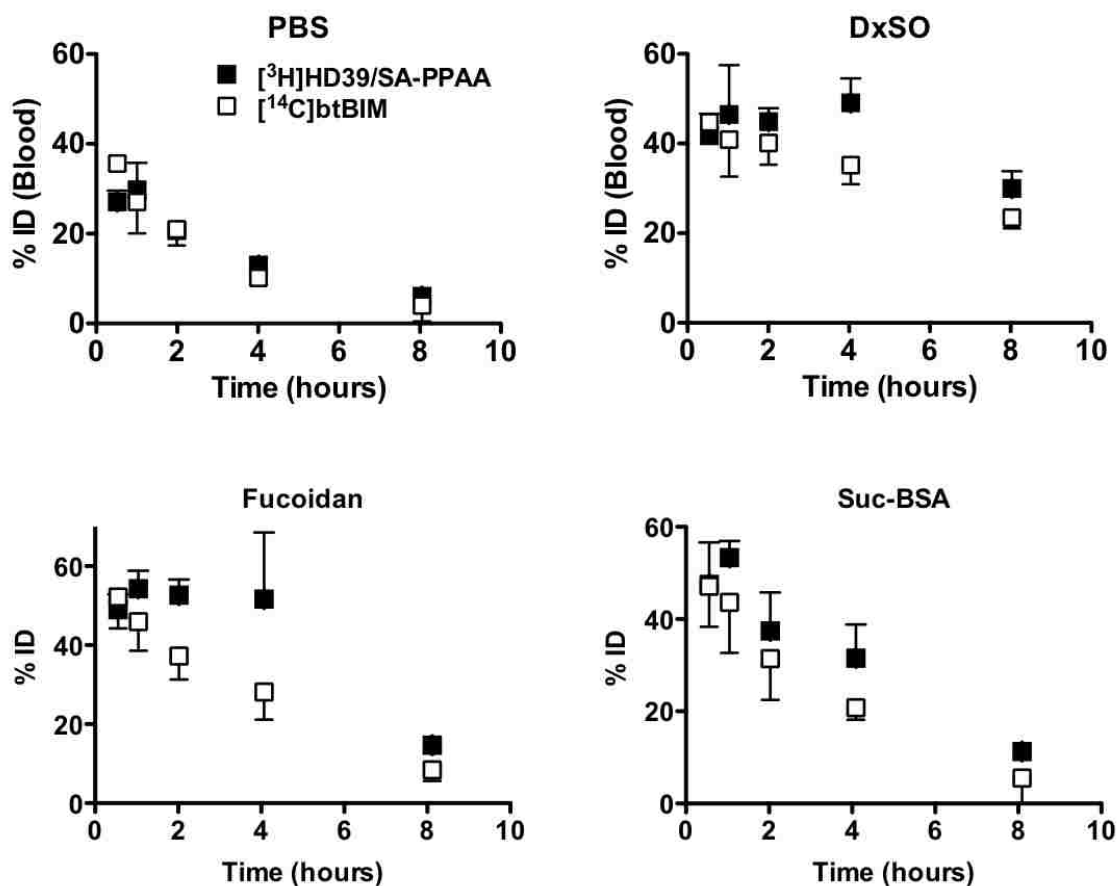 PBS
60
40
20
0
% ID (Blood)
[³H]HD39/SA-PPAA
[¹⁴C]btBIM
0 2 4 6 8 10
Time (hours)
DxSO
60
40
20
0
% ID (Blood)
0 2 4 6 8 10
Time (hours)
Fucoidan
60
40
20
0
% ID
0 2 4 6 8 10
Time (hours)
Suc-BSA
60
40
20
0
% ID
0 2 4 6 8 10
Time (hours)